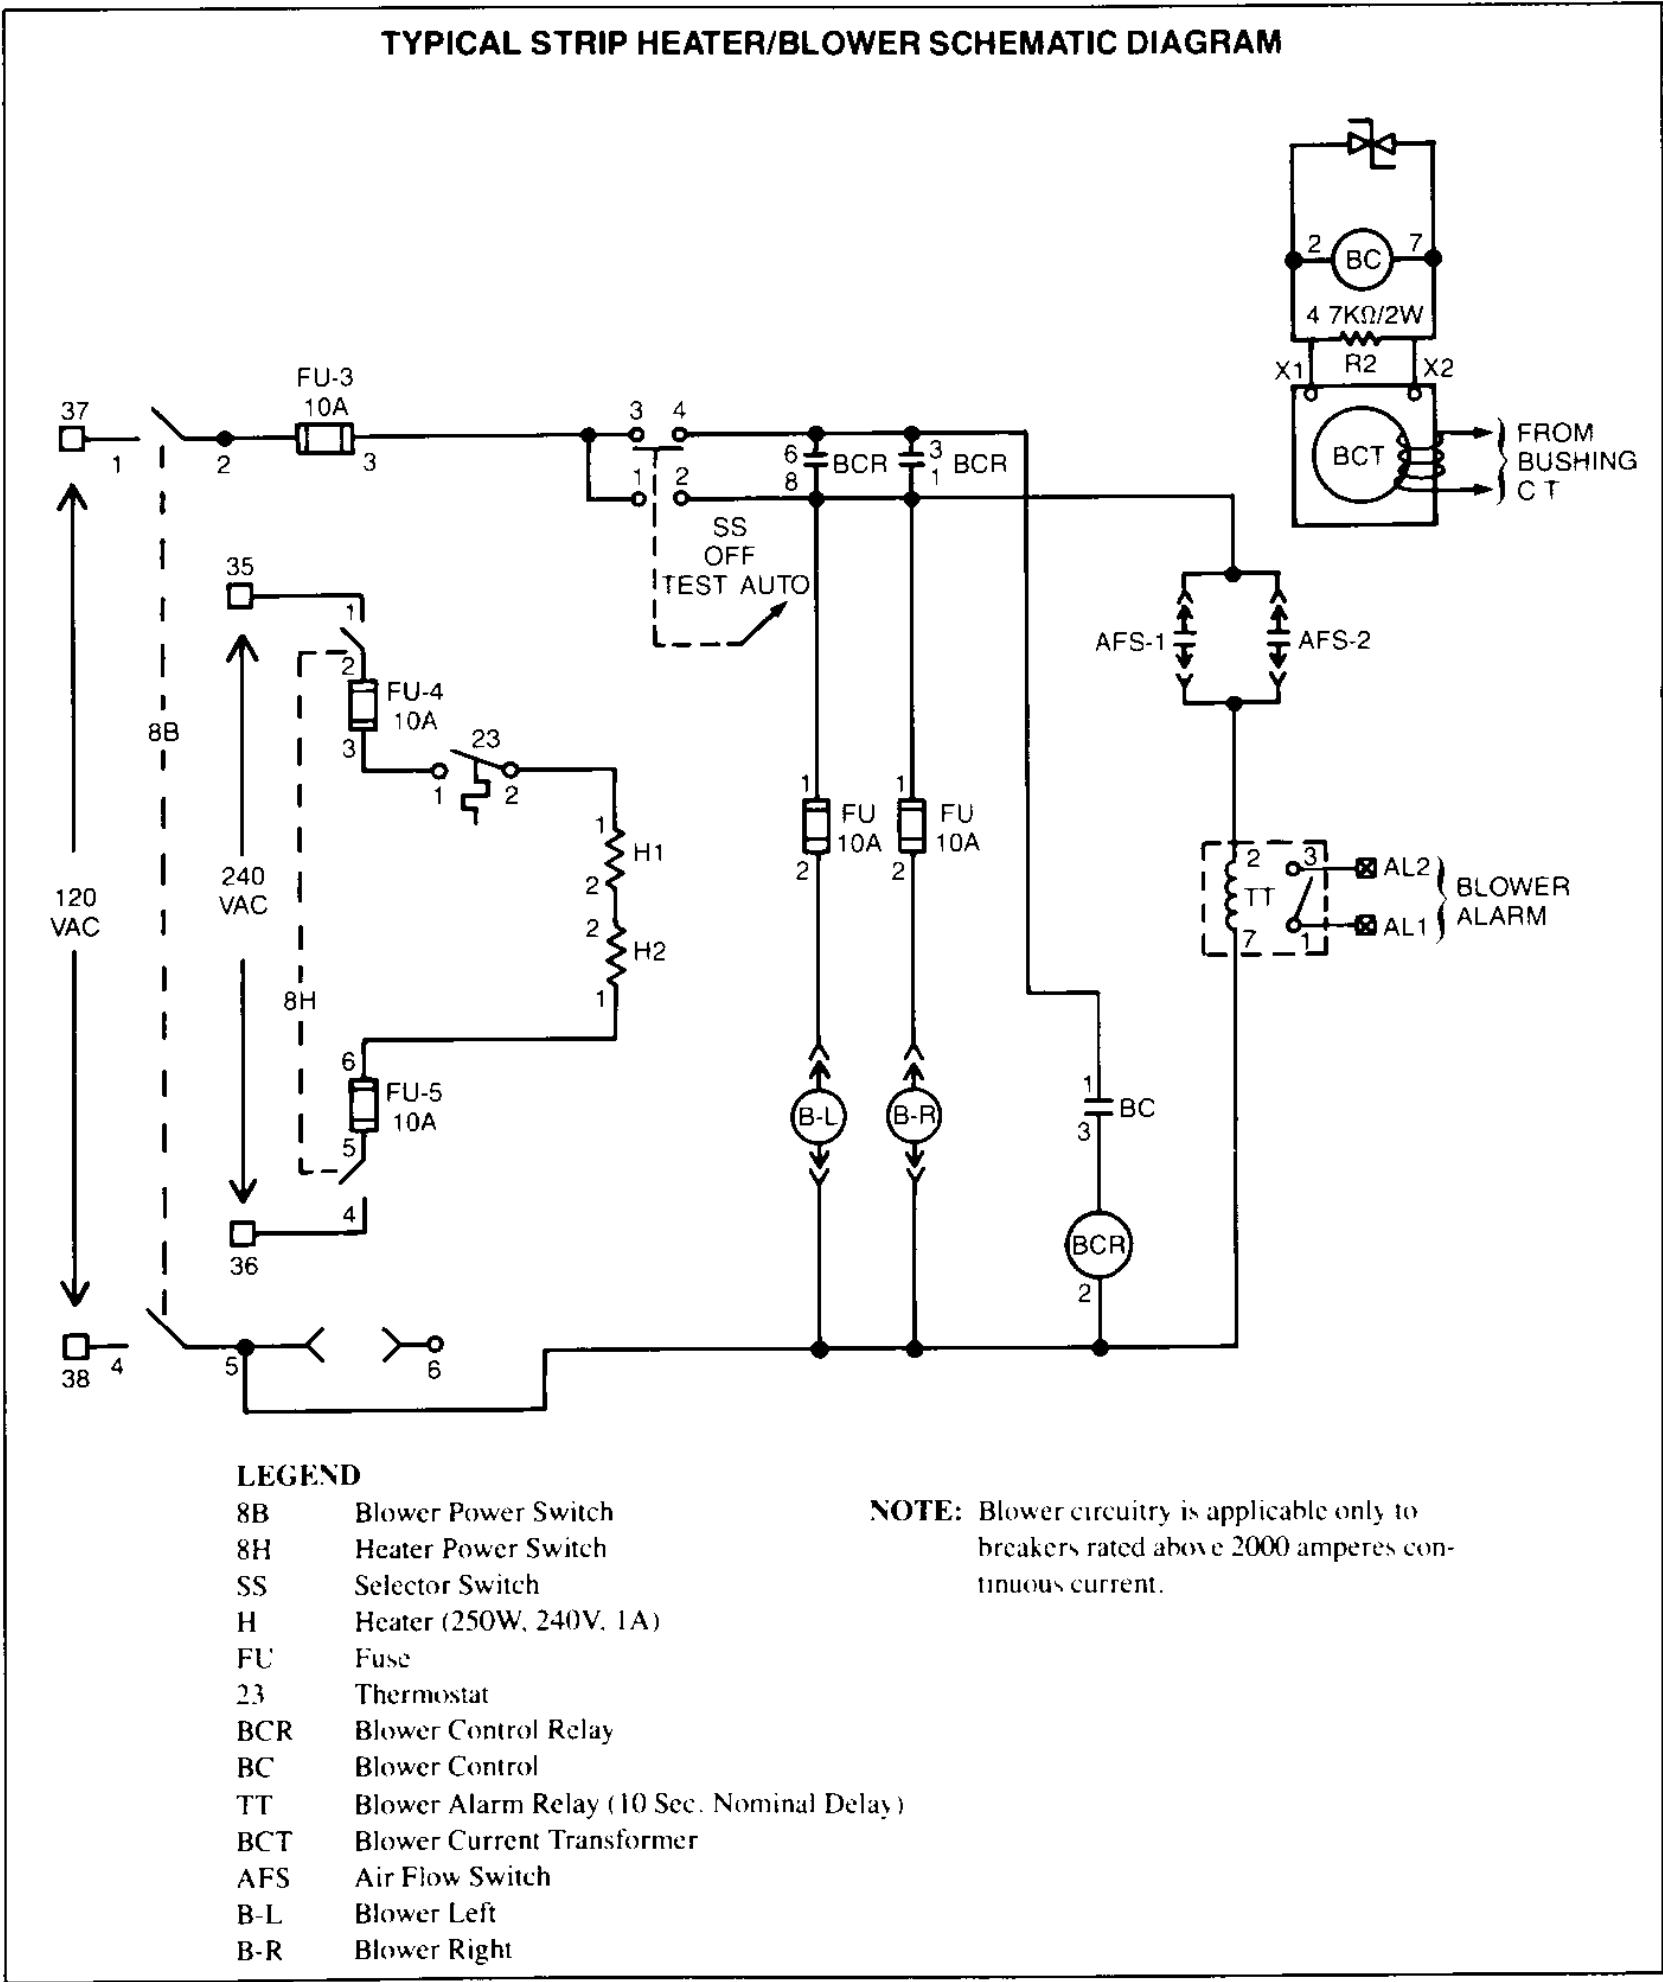 TYPICAL STRIP HEATER/BLOWER SCHEMATIC DIAGRAM
2 BC 7
4 7KΩ/2W
X1 R2 X2
BCT
FROM
BUSHING
C T
37
1
2
FU-3
10A
3
3 4
1 2
6
8
BCR
3
1
BCR
SS
OFF
TEST AUTO
35
1
2
FU-4
10A
3
23
1 2
AFS-1
AFS-2
8B
1
H1
2
2
H2
1
1
FU
10A
2
1
FU
10A
2
120
VAC
240
VAC
8H
2
3
TT
7
1
AL2
AL1
BLOWER
ALARM
6
FU-5
10A
5
4
36
B-L
B-R
1
BC
3
BCR
2
38
4
5
6
LEGEND
8B Blower Power Switch
8H Heater Power Switch
SS Selector Switch
H Heater (250W, 240V, 1A)
FU Fuse
23 Thermostat
BCR Blower Control Relay
BC Blower Control
TT Blower Alarm Relay (10 Sec. Nominal Delay)
BCT Blower Current Transformer
AFS Air Flow Switch
B-L Blower Left
B-R Blower Right
NOTE: Blower circuitry is applicable only to
breakers rated above 2000 amperes con-
tinuous current.